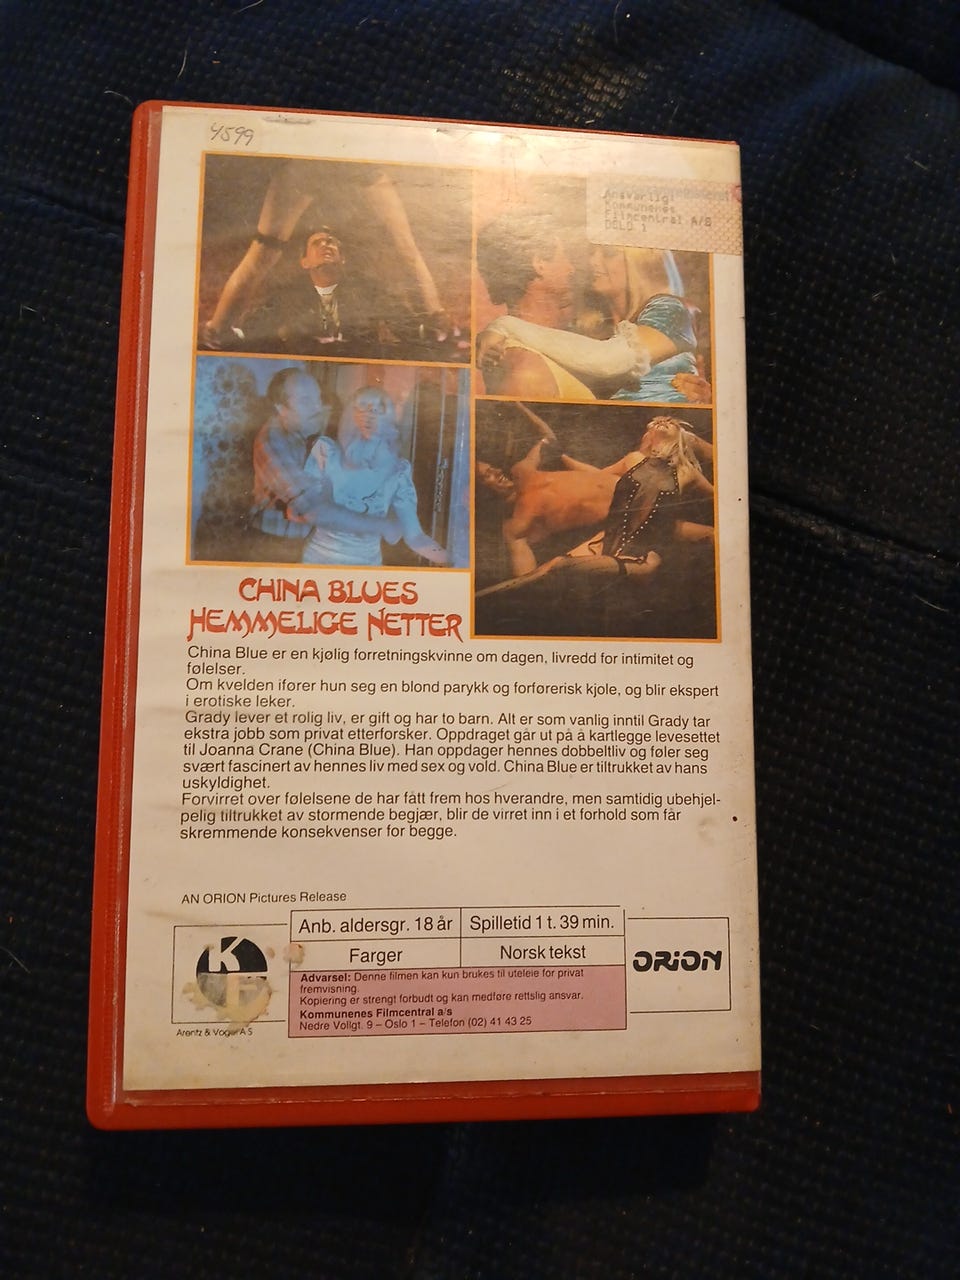 4599
Ansvarlig:
Kommunenes
Filmcentral A/S
OSLO 1
CHINA BLUES
HEMMELIGE NETTER
China Blue er en kjølig forretningskvinne om dagen, livredd for intimitet og
følelser.
Om kvelden ifører hun seg en blond parykk og forførerisk kjole, og blir ekspert
i erotiske leker.
Grady lever et rolig liv, er gift og har to barn. Alt er som vanlig inntil Grady tar
ekstra jobb som privat etterforsker. Oppdraget går ut på å kartlegge levesettet
til Joanna Crane (China Blue). Han oppdager hennes dobbeltliv og føler seg
svært fascinert av hennes liv med sex og vold. China Blue er tiltrukket av hans
uskyldighet.
Forvirret over følelsene de har fått frem hos hverandre, men samtidig ubehjel-
pelig tiltrukket av stormende begjær, blir de virret inn i et forhold som får
skremmende konsekvenser for begge.
AN ORION Pictures Release
Anb. aldersgr. 18 år
Spilletid 1 t. 39 min.
Farger
Norsk tekst
KF
ORION
Advarsel: Denne filmen kan kun brukes til uteleie for privat
fremvisning.
Kopiering er strengt forbudt og kan medføre rettslig ansvar.
Kommunenes Filmcentral a/s
Nedre Vollgt. 9 – Oslo 1 – Telefon (02) 41 43 25
Arentz & Vogel A S